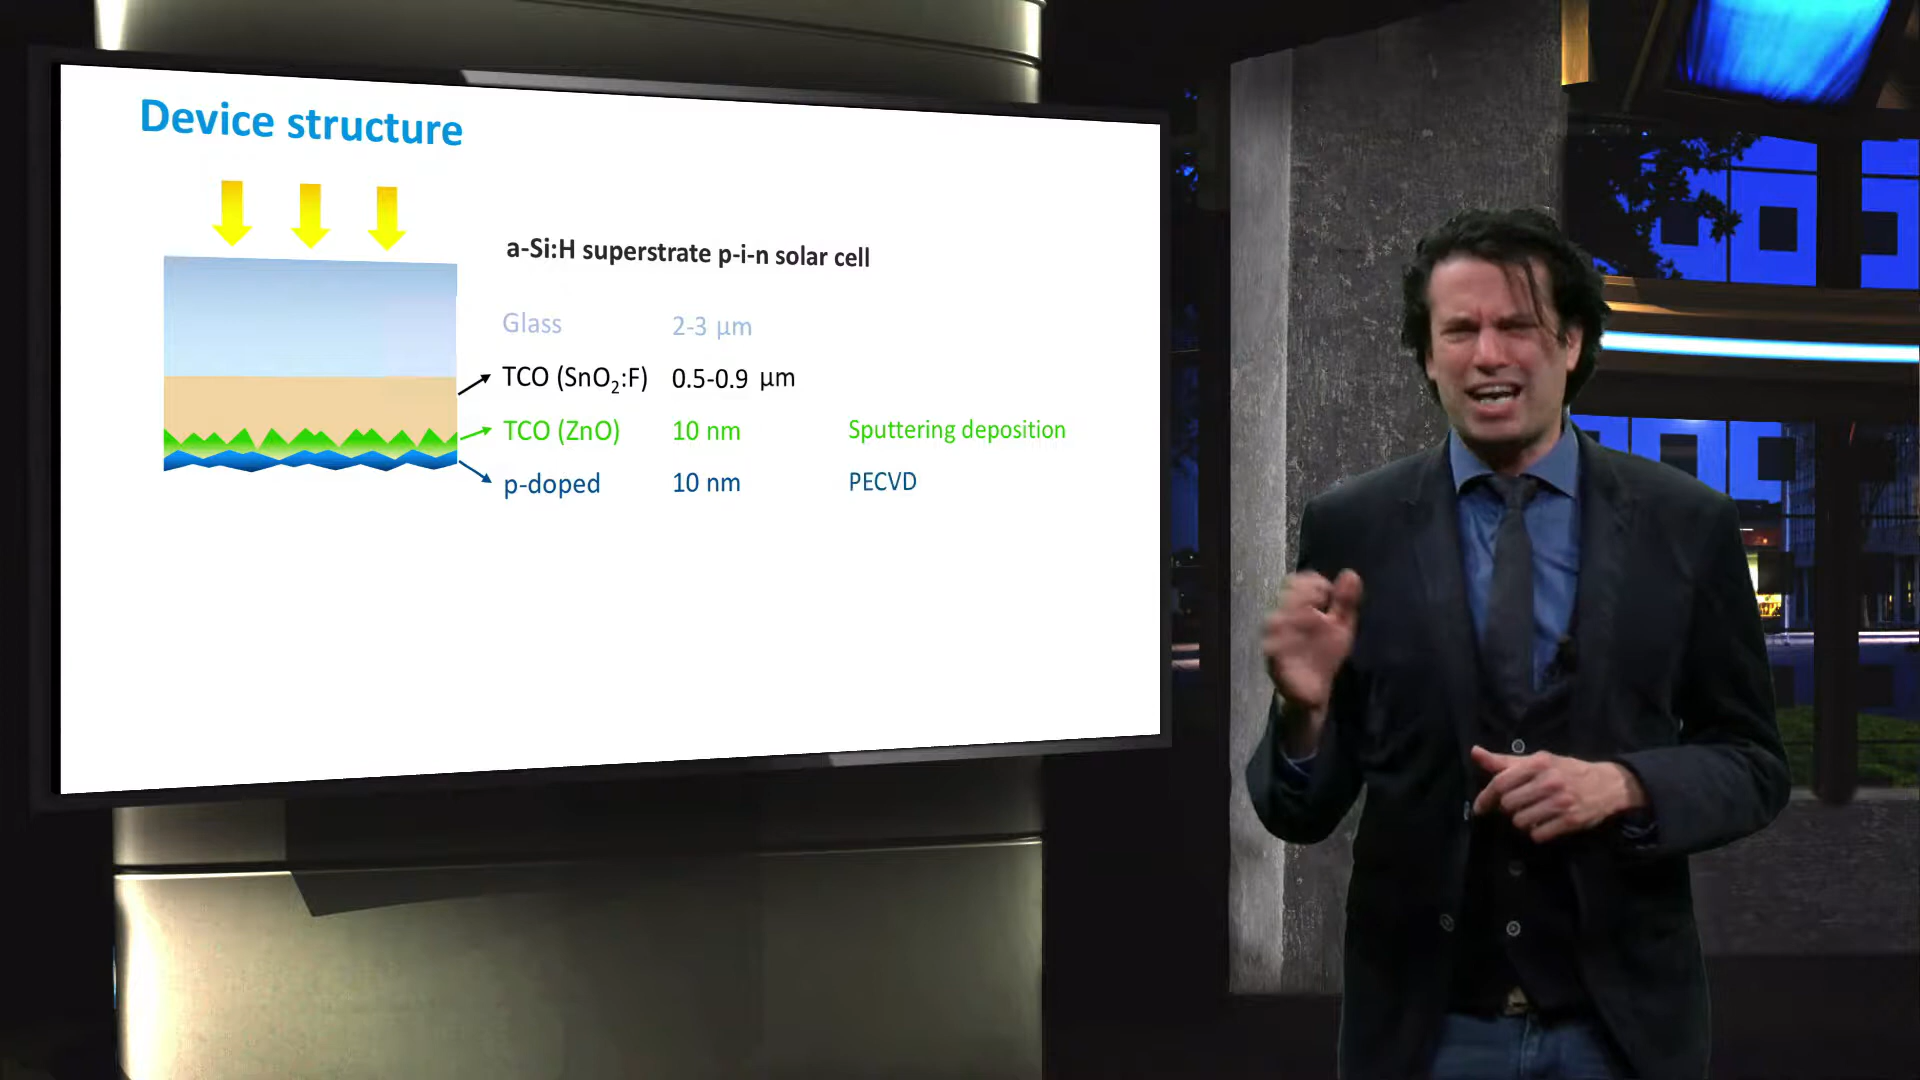 Device structure
a-Si:H superstrate p-i-n solar cell
Glass 2-3 μm
TCO (SnO₂:F) 0.5-0.9 μm
TCO (ZnO) 10 nm Sputtering deposition
p-doped 10 nm PECVD